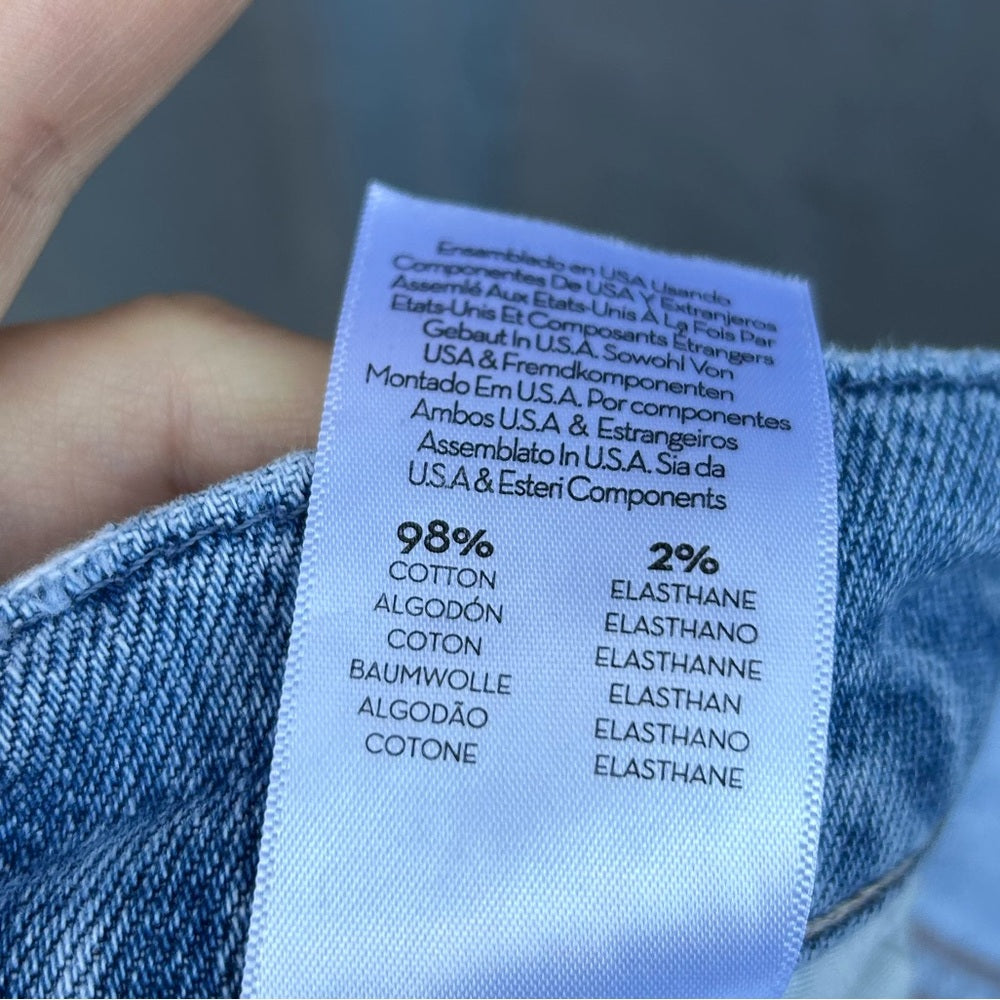 Ensamblado en USA Usando
Componentes De USA Y Extranjeros
Assemlé Aux Etats-Unis À La Fois Par
Etats-Unis Et Composants Étrangers
Gebaut In U.S.A. Sowohl Von
USA & Fremdkomponenten
Montado Em U.S.A. Por componentes
Ambos U.S.A & Estrangeiros
Assemblato In U.S.A. Sia da
U.S.A & Esteri Components
98%
COTTON
ALGODÓN
COTON
BAUMWOLLE
ALGODÃO
COTONE
2%
ELASTHANE
ELASTHANO
ELASTHANNE
ELASTHAN
ELASTHANO
ELASTHANE